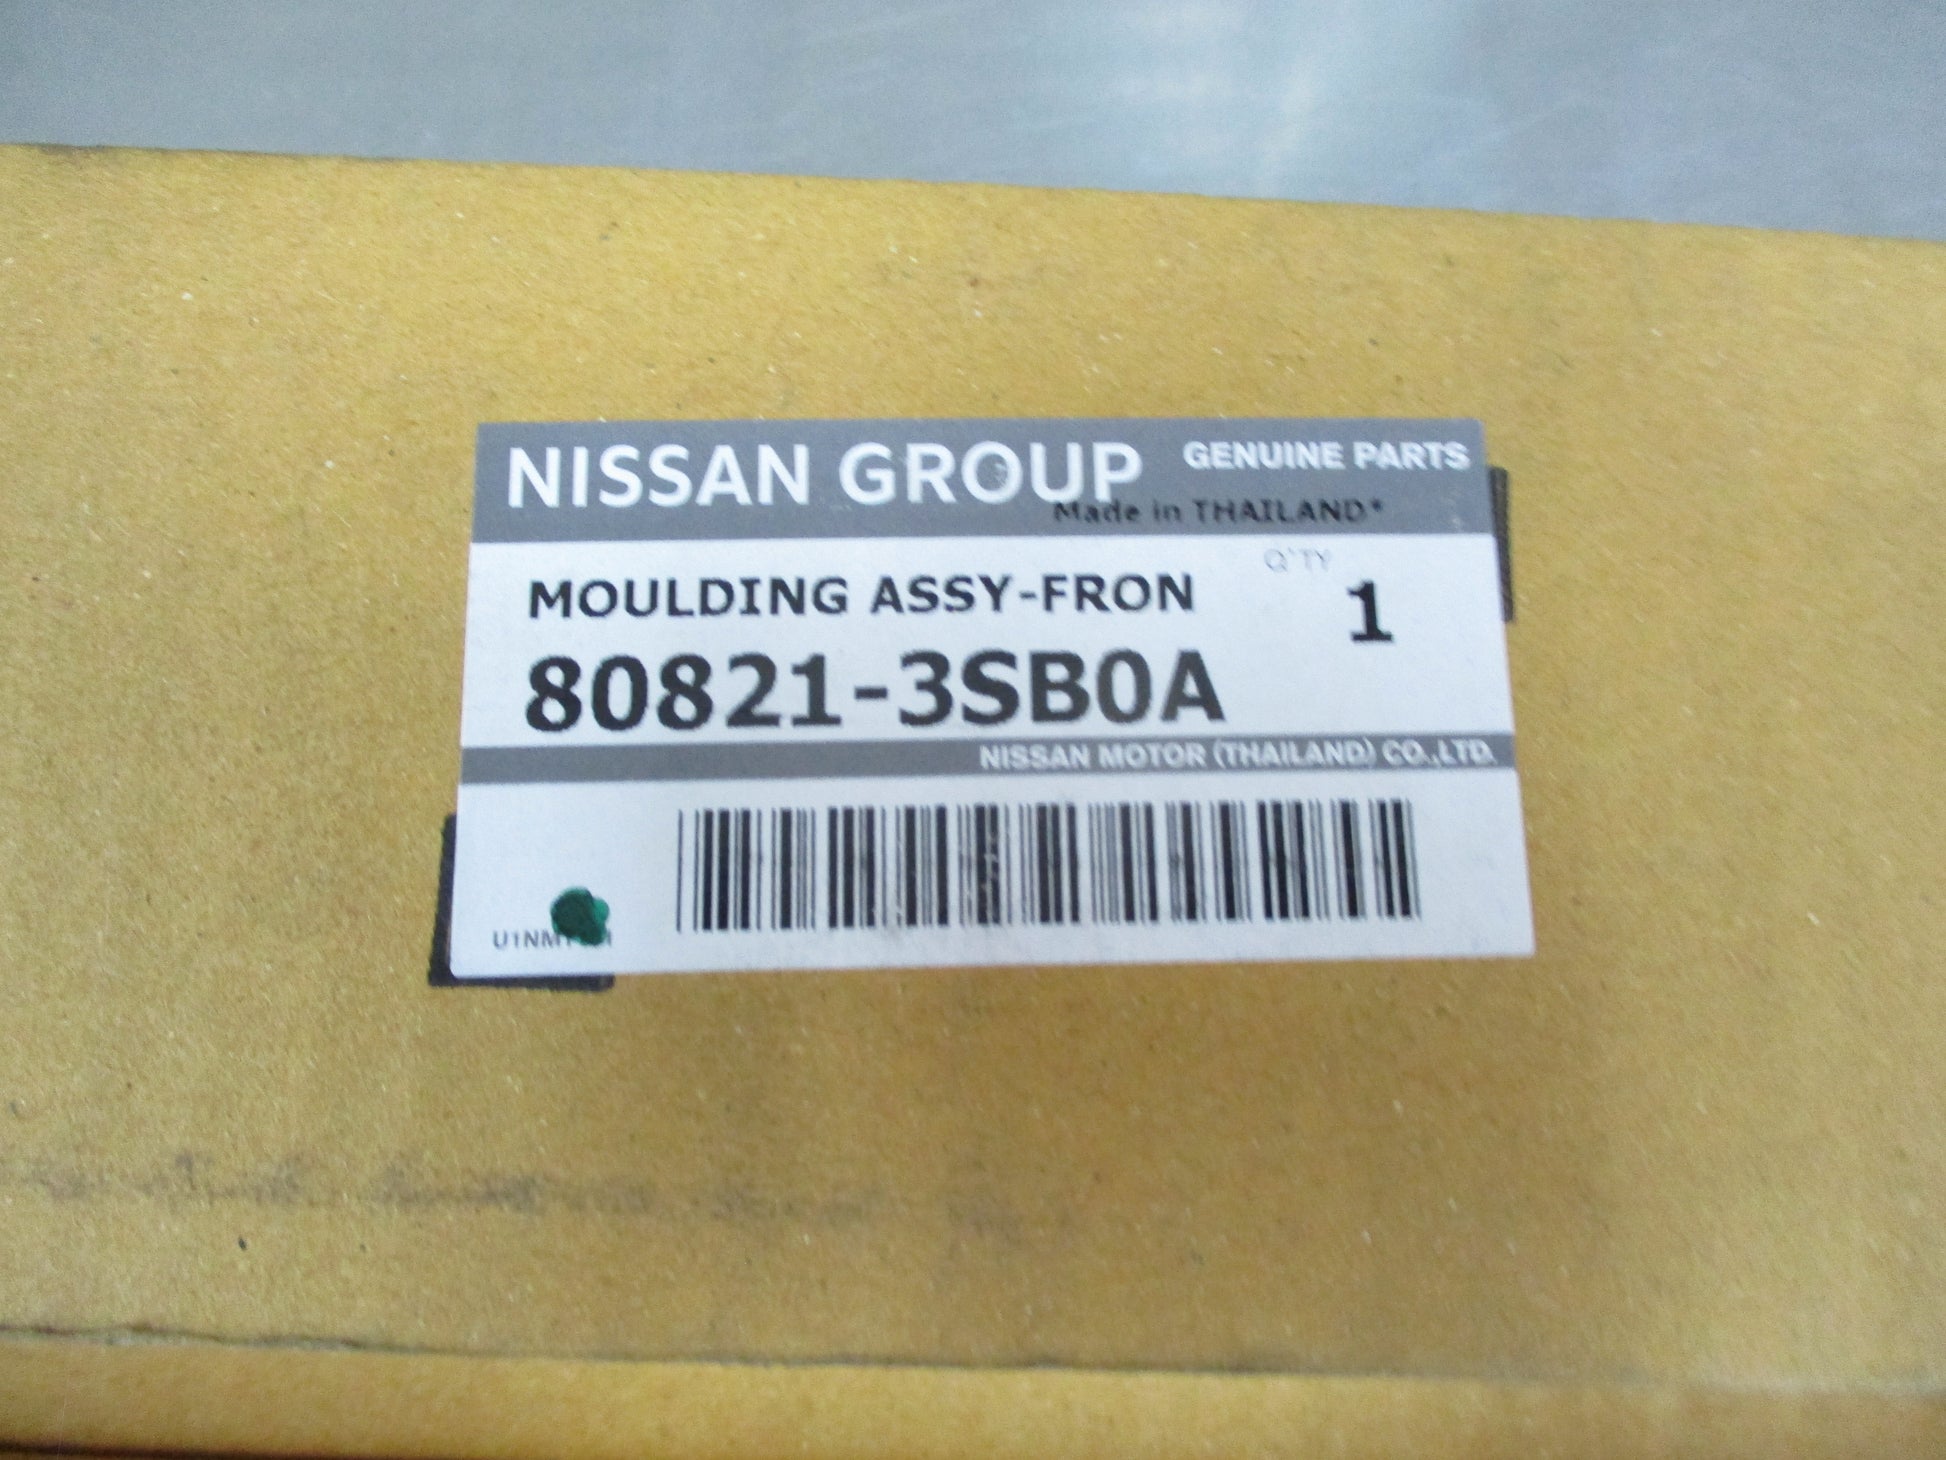 NISSAN GROUP GENUINE PARTS
Made in THAILAND*
Q'TY
MOULDING ASSY-FRON 1
80821-3SB0A
NISSAN MOTOR (THAILAND) CO.,LTD.